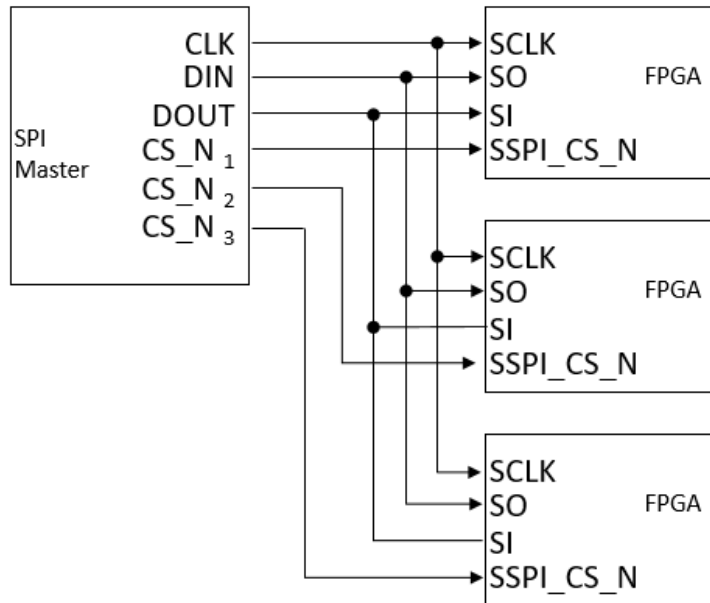 SPI
Master
CLK
DIN
DOUT
CS_N 1
CS_N 2
CS_N 3
SCLK
SO
SI
SSPI_CS_N
FPGA
SCLK
SO
SI
SSPI_CS_N
FPGA
SCLK
SO
SI
SSPI_CS_N
FPGA